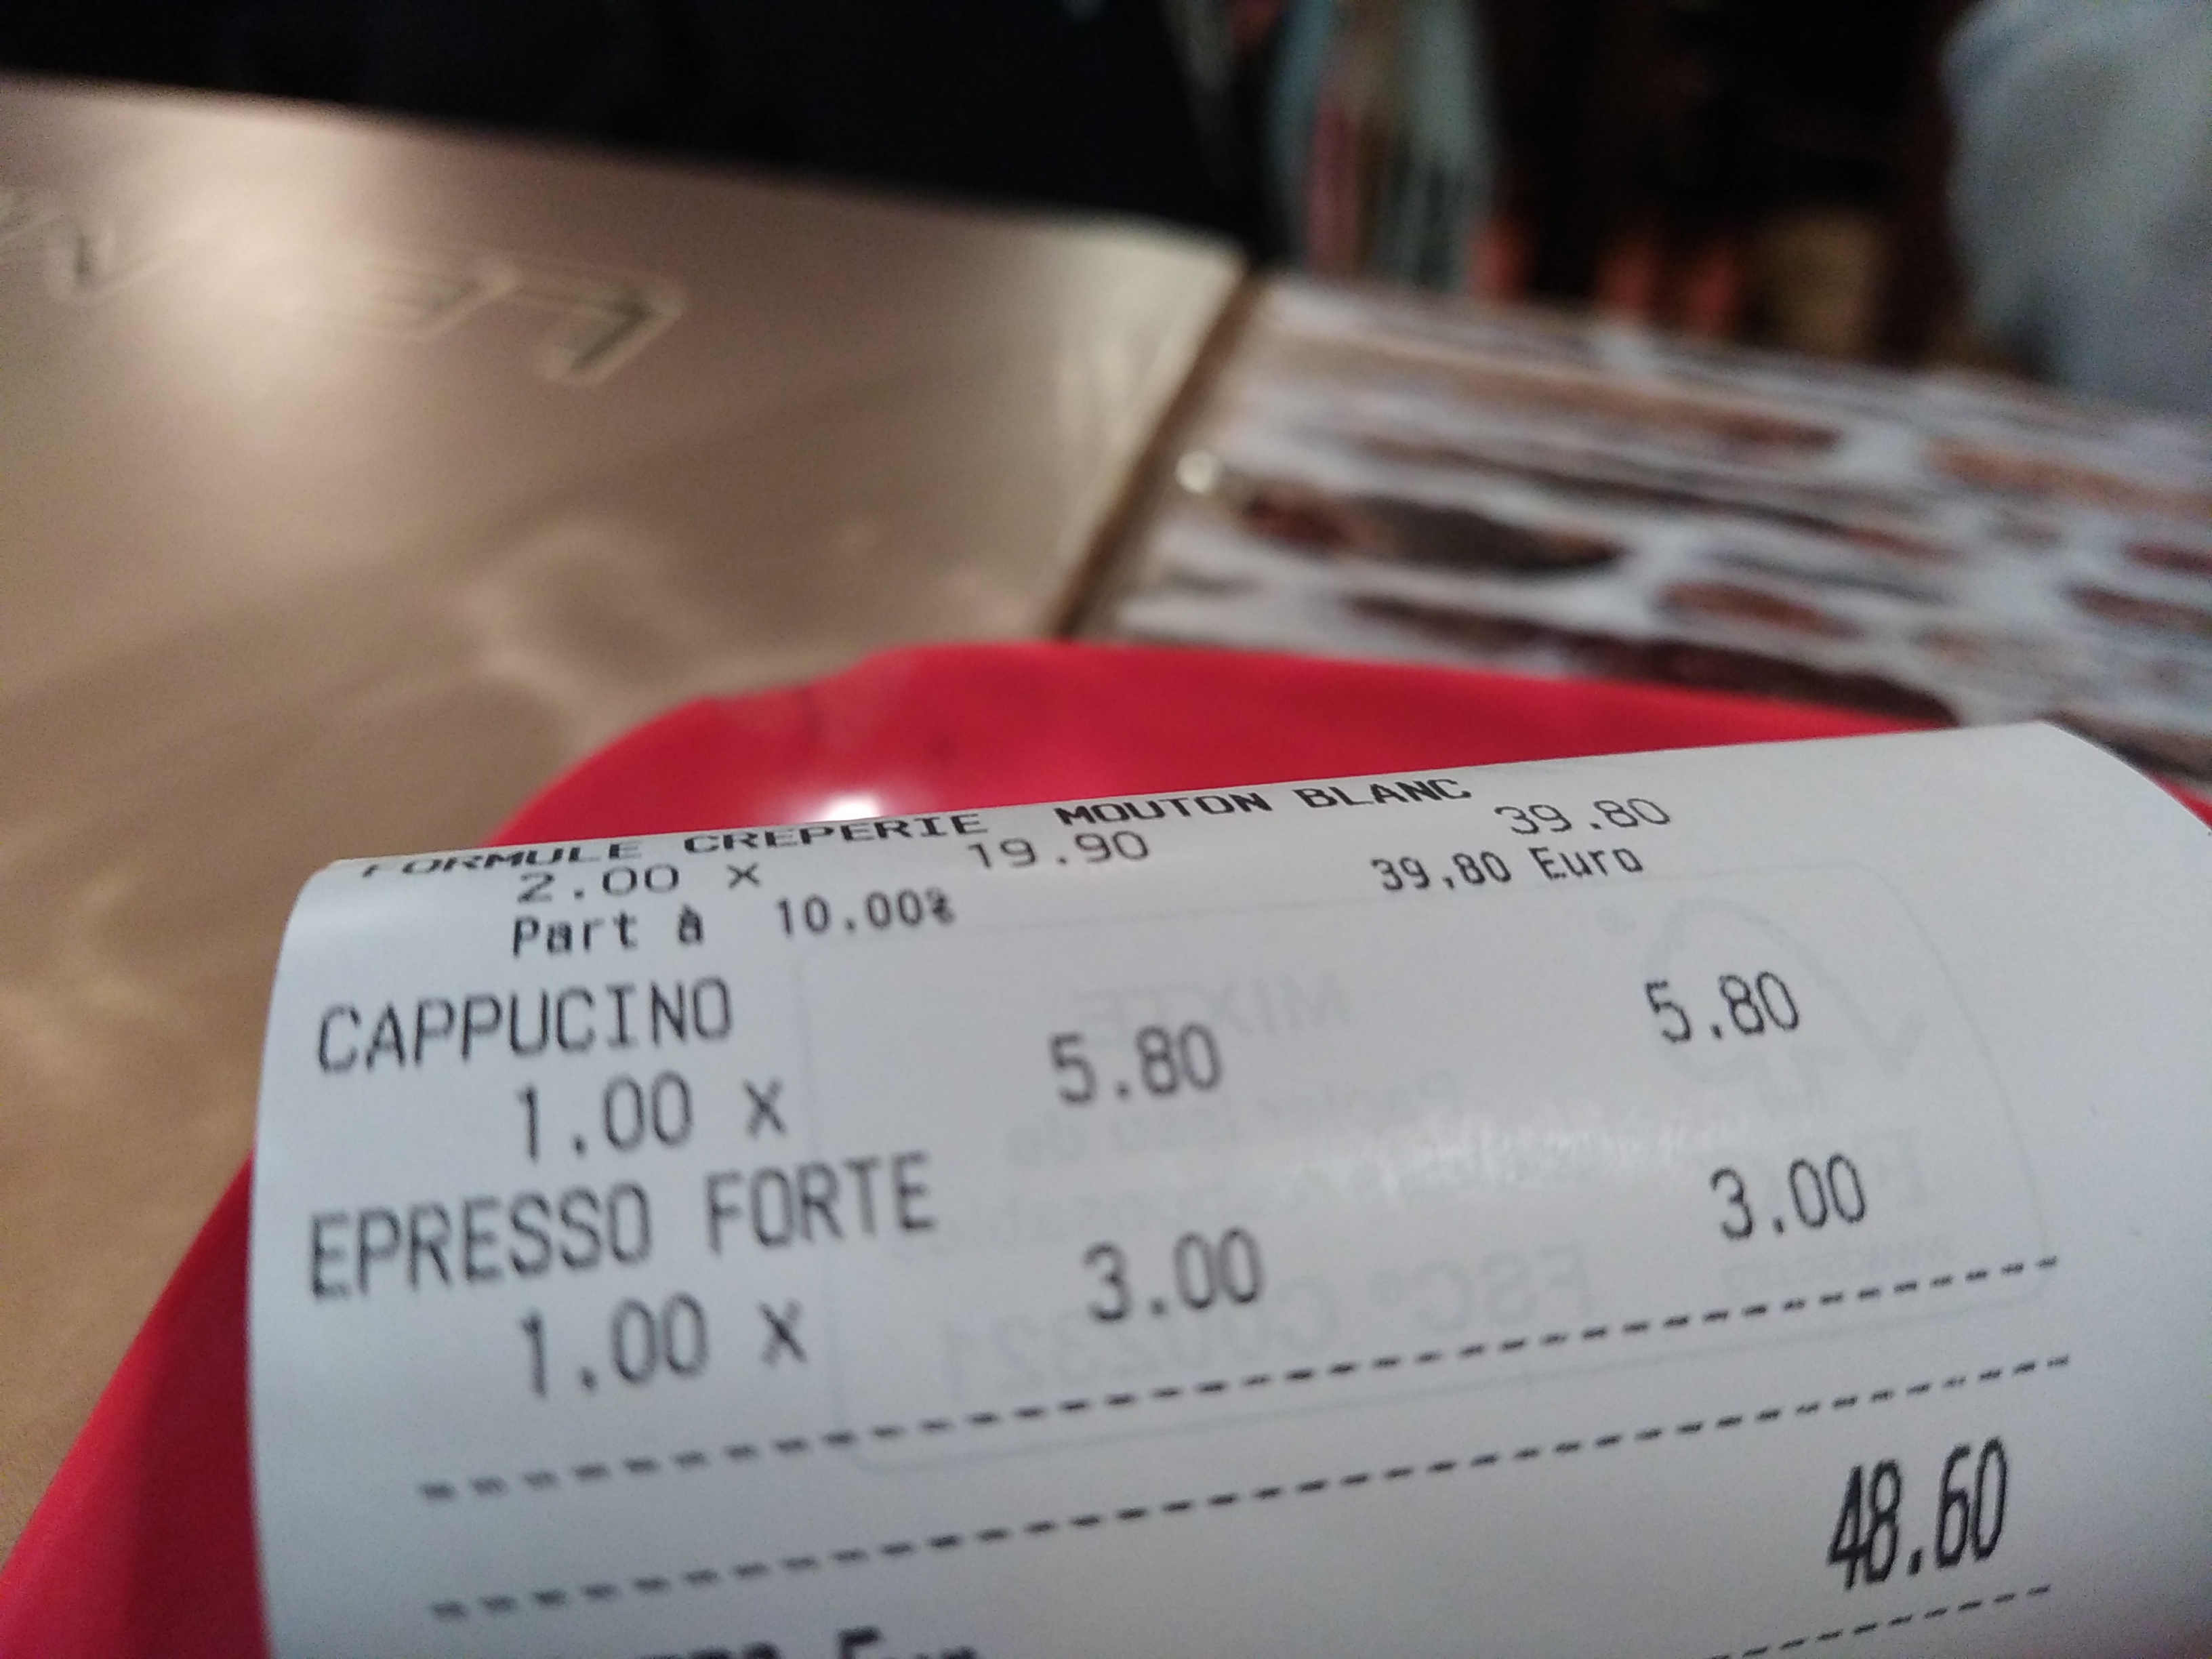 FORMULE CREPERIE MOUTON BLANC
2.00 x 19.90 39.80
Part à 10.00% 39,80 Euro
CAPPUCINO
1.00 x 5.80 5.80
EPRESSO FORTE
1.00 x 3.00 3.00
48.60